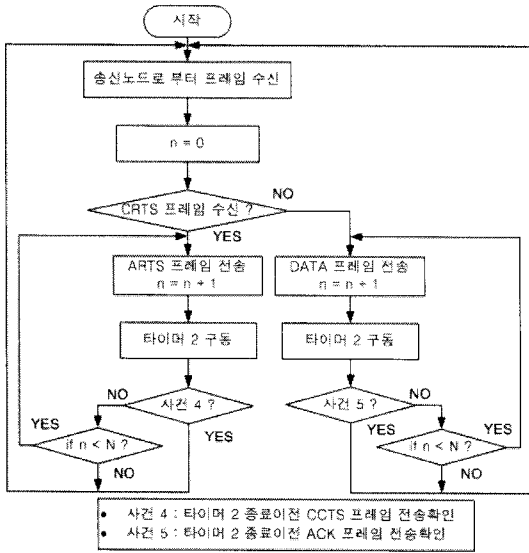 시작
송신노드로 부터 프레임 수신
n = 0
CRTS 프레임 수신 ?
NO
YES
ARTS 프레임 전송
n = n + 1
DATA 프레임 전송
n = n + 1
타이머 2 구동
타이머 2 구동
NO
사건 4 ?
사건 5 ?
NO
YES
YES
YES
YES
if n < N ?
if n < N ?
NO
NO
• 사건 4 : 타이머 2 종료이전 CCTS 프레임 전송확인
• 사건 5 : 타이머 2 종료이전 ACK 프레임 전송확인